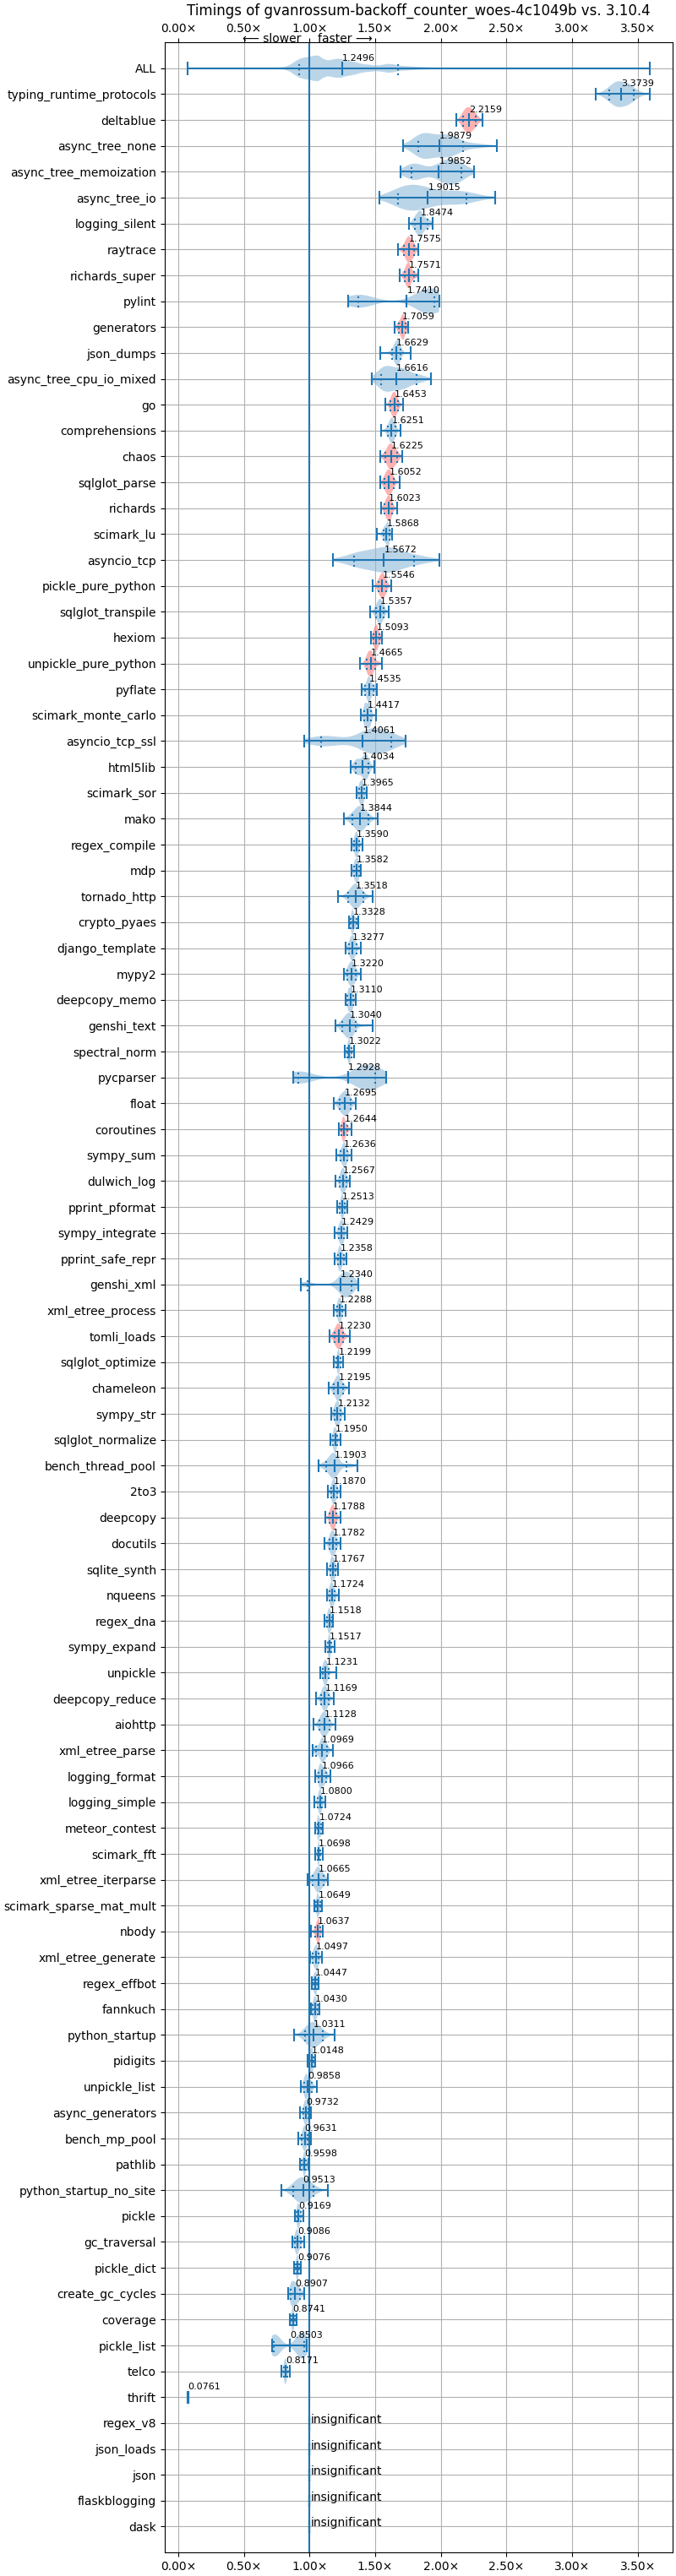 Timings of gvanrossum-backoff_counter_woes-4c1049b vs. 3.10.4
0.00× 0.50× 1.00× 1.50× 2.00× 2.50× 3.00× 3.50×
⟵ slower faster ⟶
ALL 1.2496
typing_runtime_protocols 3.3739
deltablue 2.2159
async_tree_none 1.9879
async_tree_memoization 1.9852
async_tree_io 1.9015
logging_silent 1.8474
raytrace 1.7575
richards_super 1.7571
pylint 1.7410
generators 1.7059
json_dumps 1.6629
async_tree_cpu_io_mixed 1.6616
go 1.6453
comprehensions 1.6251
chaos 1.6225
sqlglot_parse 1.6052
richards 1.6023
scimark_lu 1.5868
asyncio_tcp 1.5672
pickle_pure_python 1.5546
sqlglot_transpile 1.5357
hexiom 1.5093
unpickle_pure_python 1.4665
pyflate 1.4535
scimark_monte_carlo 1.4417
asyncio_tcp_ssl 1.4061
html5lib 1.4034
scimark_sor 1.3965
mako 1.3844
regex_compile 1.3590
mdp 1.3582
tornado_http 1.3518
crypto_pyaes 1.3328
django_template 1.3277
mypy2 1.3220
deepcopy_memo 1.3110
genshi_text 1.3040
spectral_norm 1.3022
pycparser 1.2928
float 1.2695
coroutines 1.2644
sympy_sum 1.2636
dulwich_log 1.2567
pprint_pformat 1.2513
sympy_integrate 1.2429
pprint_safe_repr 1.2358
genshi_xml 1.2340
xml_etree_process 1.2288
tomli_loads 1.2230
sqlglot_optimize 1.2199
chameleon 1.2195
sympy_str 1.2132
sqlglot_normalize 1.1950
bench_thread_pool 1.1903
2to3 1.1870
deepcopy 1.1788
docutils 1.1782
sqlite_synth 1.1767
nqueens 1.1724
regex_dna 1.1518
sympy_expand 1.1517
unpickle 1.1231
deepcopy_reduce 1.1169
aiohttp 1.1128
xml_etree_parse 1.0969
logging_format 1.0966
logging_simple 1.0800
meteor_contest 1.0724
scimark_fft 1.0698
xml_etree_iterparse 1.0665
scimark_sparse_mat_mult 1.0649
nbody 1.0637
xml_etree_generate 1.0497
regex_effbot 1.0447
fannkuch 1.0430
python_startup 1.0311
pidigits 1.0148
unpickle_list 0.9858
async_generators 0.9732
bench_mp_pool 0.9631
pathlib 0.9598
python_startup_no_site 0.9513
pickle 0.9169
gc_traversal 0.9086
pickle_dict 0.9076
create_gc_cycles 0.8907
coverage 0.8741
pickle_list 0.8503
telco 0.8171
thrift 0.0761
regex_v8 insignificant
json_loads insignificant
json insignificant
flaskblogging insignificant
dask insignificant
0.00× 0.50× 1.00× 1.50× 2.00× 2.50× 3.00× 3.50×